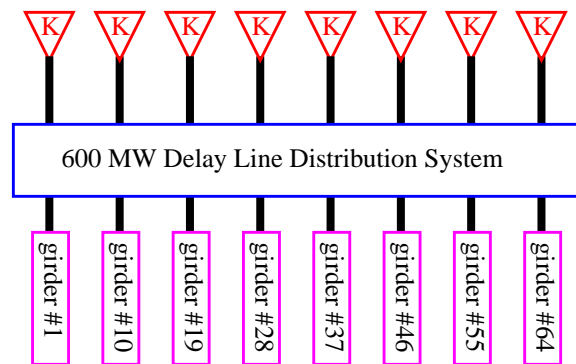 K K K K K K K K
600 MW Delay Line Distribution System
girder #1
girder #10
girder #19
girder #28
girder #37
girder #46
girder #55
girder #64